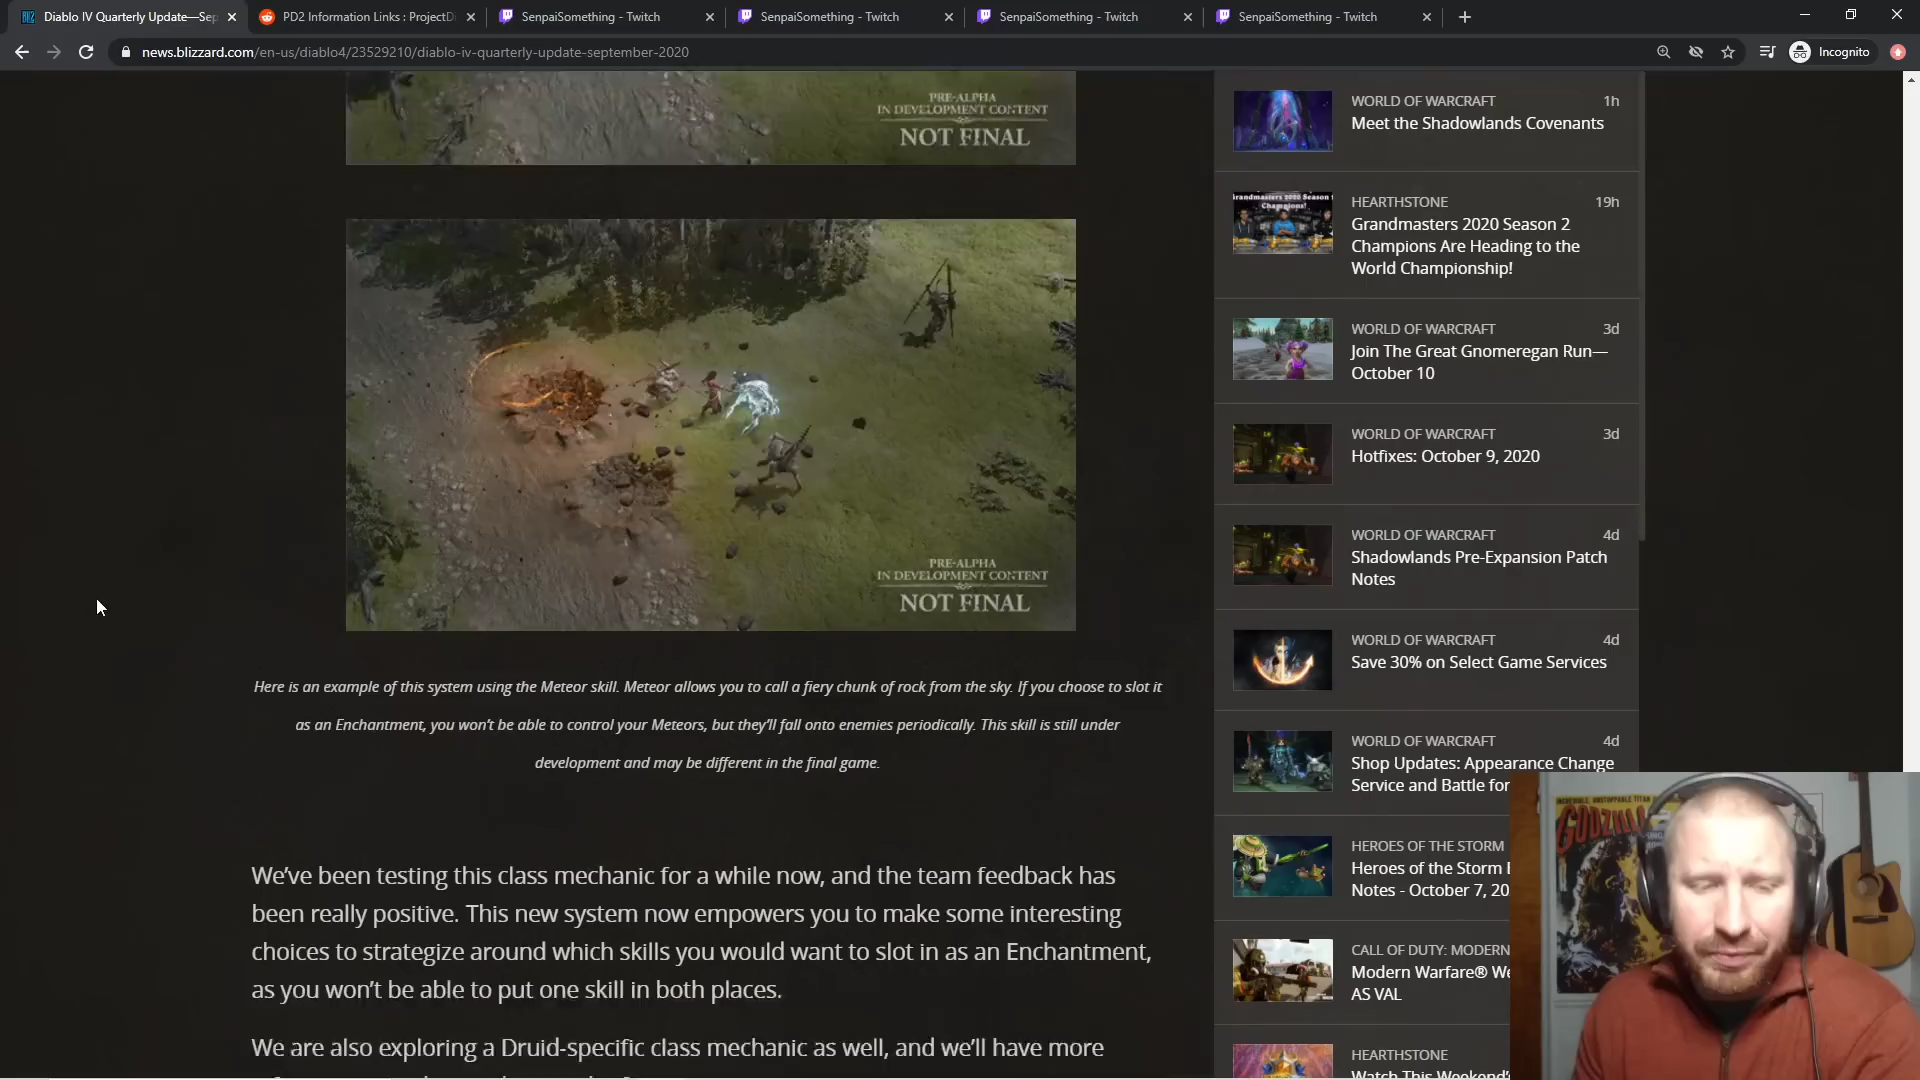 Diablo IV Quarterly Update—Sep
PD2 Information Links : ProjectDi
SenpaiSomething - Twitch
SenpaiSomething - Twitch
SenpaiSomething - Twitch
SenpaiSomething - Twitch
news.blizzard.com/en-us/diablo4/23529210/diablo-iv-quarterly-update-september-2020
Incognito
PRE-ALPHA
IN DEVELOPMENT CONTENT
NOT FINAL
PRE-ALPHA
IN DEVELOPMENT CONTENT
NOT FINAL
Here is an example of this system using the Meteor skill. Meteor allows you to call a fiery chunk of rock from the sky. If you choose to slot it
as an Enchantment, you won't be able to control your Meteors, but they'll fall onto enemies periodically. This skill is still under
development and may be different in the final game.
We've been testing this class mechanic for a while now, and the team feedback has
been really positive. This new system now empowers you to make some interesting
choices to strategize around which skills you would want to slot in as an Enchantment,
as you won't be able to put one skill in both places.
We are also exploring a Druid-specific class mechanic as well, and we'll have more
WORLD OF WARCRAFT 1h
Meet the Shadowlands Covenants
Grandmasters 2020 Season
Champions!
HEARTHSTONE 19h
Grandmasters 2020 Season 2
Champions Are Heading to the
World Championship!
WORLD OF WARCRAFT 3d
Join The Great Gnomeregan Run—
October 10
WORLD OF WARCRAFT 3d
Hotfixes: October 9, 2020
WORLD OF WARCRAFT 4d
Shadowlands Pre-Expansion Patch
Notes
WORLD OF WARCRAFT 4d
Save 30% on Select Game Services
WORLD OF WARCRAFT 4d
Shop Updates: Appearance Change
Service and Battle for
HEROES OF THE STORM
Heroes of the Storm
Notes - October 7, 20
CALL OF DUTY: MODERN
Modern Warfare® We
AS VAL
HEARTHSTONE
Watch This Weekend'
INCREDIBLE, UNSTOPPABLE TITAN
GODZILLA